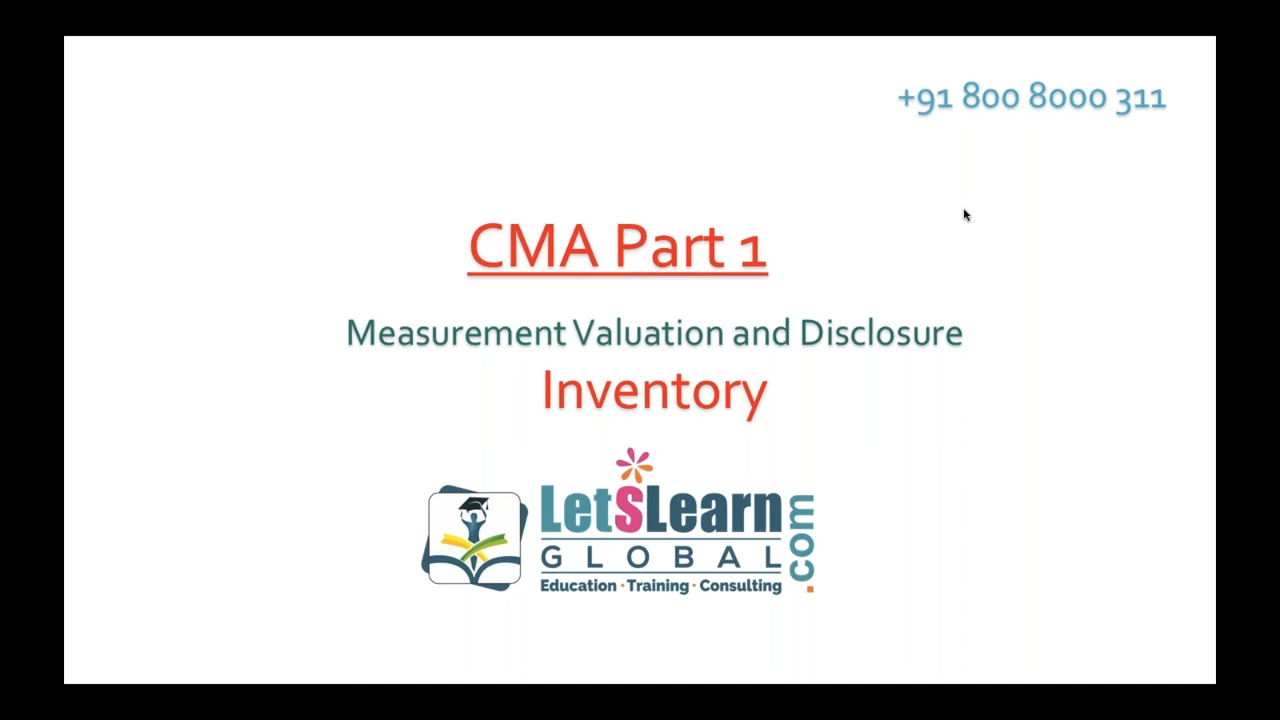 +91 800 8000 311
CMA Part 1
Measurement Valuation and Disclosure
Inventory
LetSLearn
GLOBAL
.com
Education · Training · Consulting